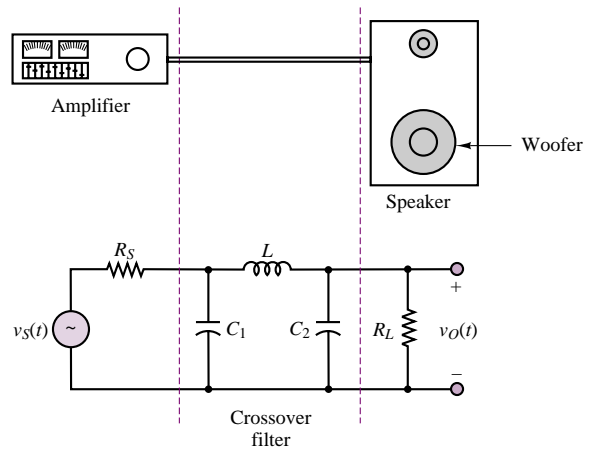 Amplifier
Woofer
Speaker
R_S
L
v_S(t)
~
C_1
C_2
R_L
+
v_O(t)
−
Crossover
filter